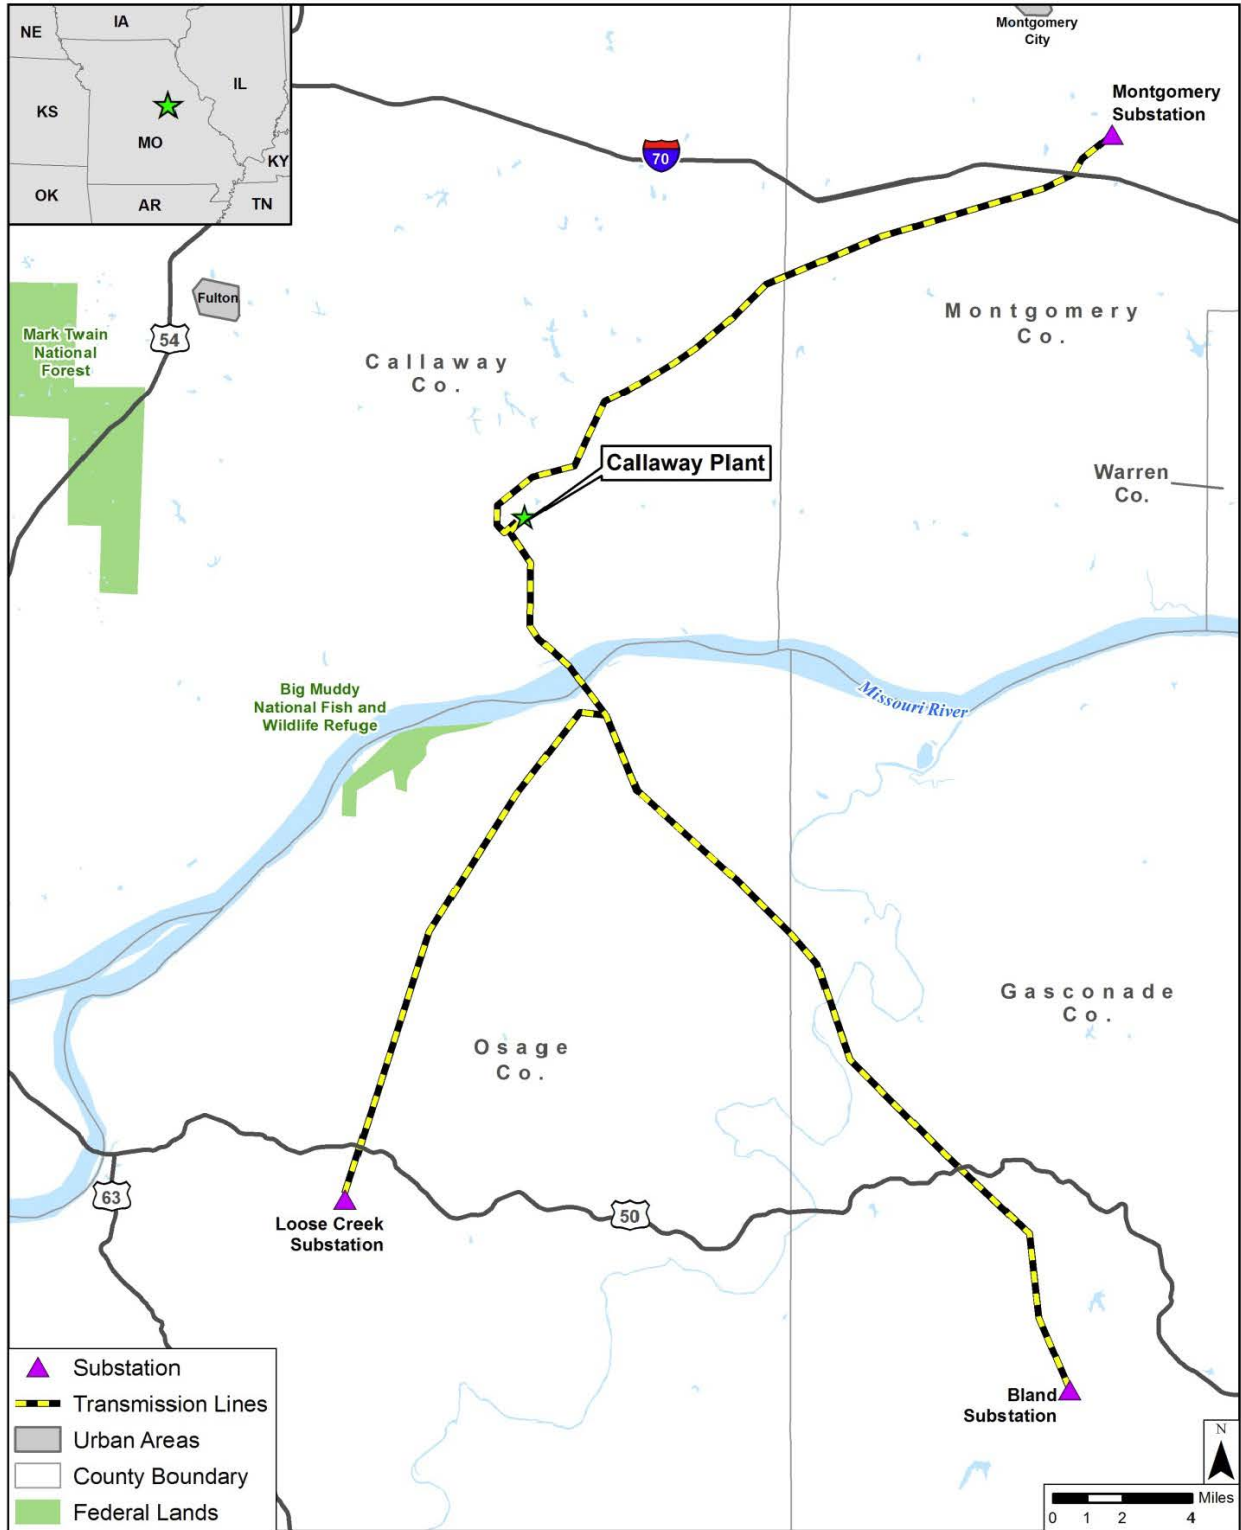 NE
IA
IL
KS
MO
KY
OK
AR
TN
Montgomery
City
Montgomery
Substation
70
Fulton
54
Mark Twain
National
Forest
Callaway
Co.
Montgomery
Co.
Callaway Plant
Warren
Co.
Big Muddy
National Fish and
Wildlife Refuge
Missouri River
Gasconade
Co.
Osage
Co.
63
50
Loose Creek
Substation
Bland
Substation
Substation
Transmission Lines
Urban Areas
County Boundary
Federal Lands
N
Miles
0 1 2 4